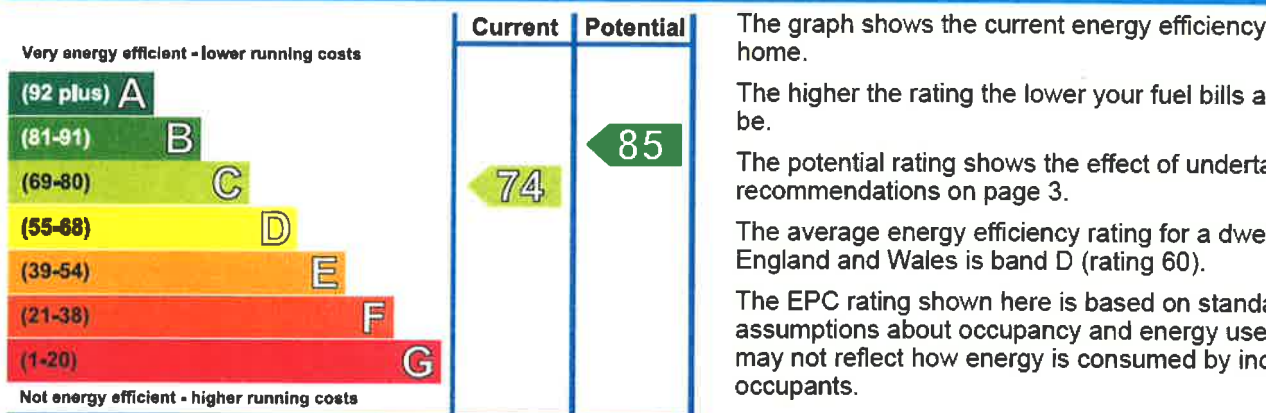 Current Potential
Very energy efficient - lower running costs
(92 plus) A
(81-91) B
(69-80) C
(55-68) D
(39-54) E
(21-38) F
(1-20) G
Not energy efficient - higher running costs
74
85
The graph shows the current energy efficiency
home.
The higher the rating the lower your fuel bills a
be.
The potential rating shows the effect of underta
recommendations on page 3.
The average energy efficiency rating for a dwe
England and Wales is band D (rating 60).
The EPC rating shown here is based on standa
assumptions about occupancy and energy use
may not reflect how energy is consumed by ind
occupants.